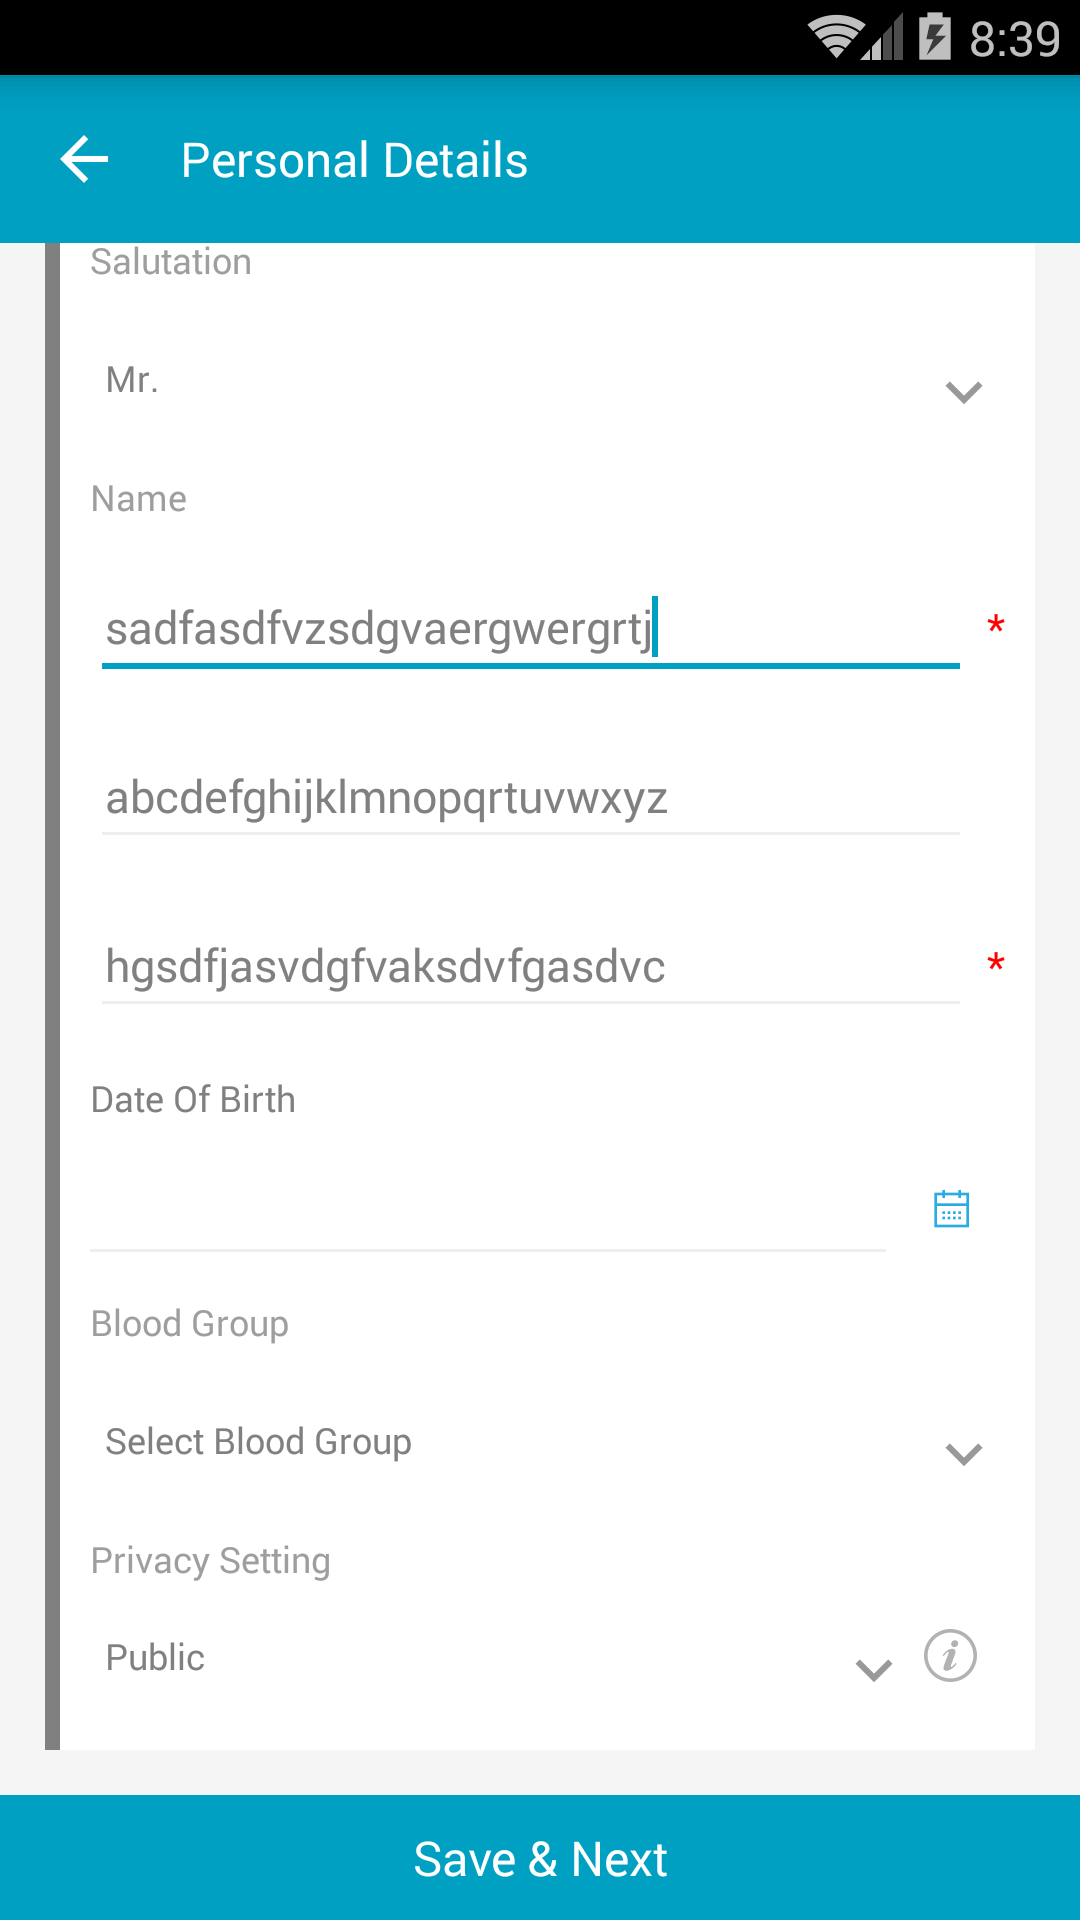 8:39
Personal Details
Salutation
Mr.
Name
sadfasdfvzsdgvaergwergrtj
*
abcdefghijklmnopqrtuvwxyz
hgsdfjasvdgfvaksdvfgasdvc
*
Date Of Birth
Blood Group
Select Blood Group
Privacy Setting
Public
i
Save & Next